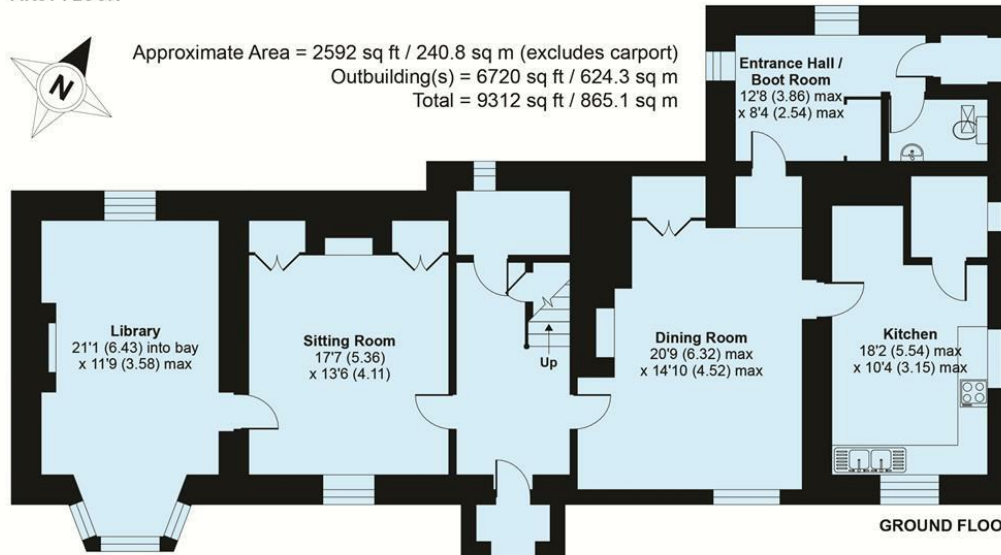 N
Approximate Area = 2592 sq ft / 240.8 sq m (excludes carport)
Outbuilding(s) = 6720 sq ft / 624.3 sq m
Total = 9312 sq ft / 865.1 sq m
Entrance Hall /
Boot Room
12'8 (3.86) max
x 8'4 (2.54) max
Library
21'1 (6.43) into bay
x 11'9 (3.58) max
Sitting Room
17'7 (5.36)
x 13'6 (4.11)
Up
Dining Room
20'9 (6.32) max
x 14'10 (4.52) max
Kitchen
18'2 (5.54) max
x 10'4 (3.15) max
GROUND FLOO